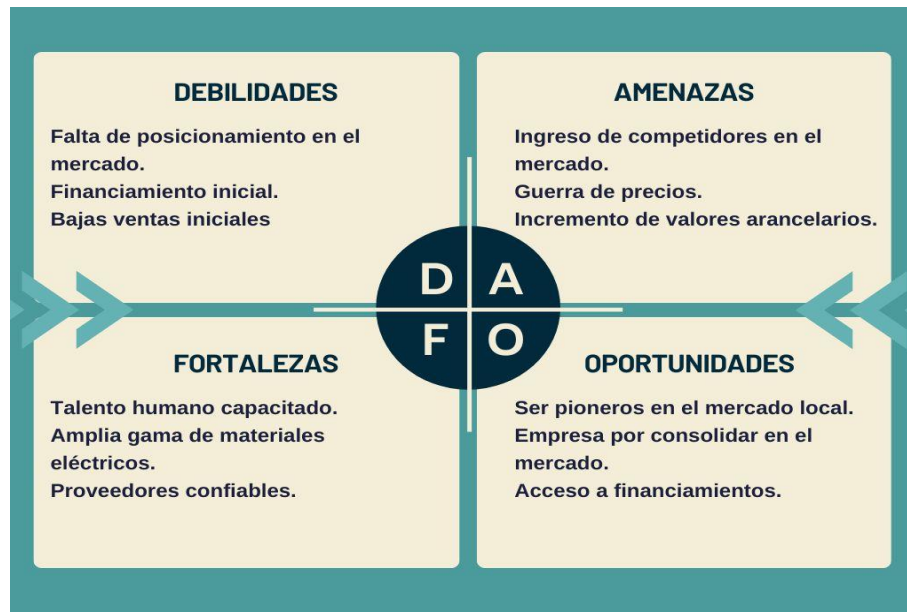 DEBILIDADES
Falta de posicionamiento en el
mercado.
Financiamiento inicial.
Bajas ventas iniciales
AMENAZAS
Ingreso de competidores en el
mercado.
Guerra de precios.
Incremento de valores arancelarios.
D A
F O
FORTALEZAS
Talento humano capacitado.
Amplia gama de materiales
eléctricos.
Proveedores confiables.
OPORTUNIDADES
Ser pioneros en el mercado local.
Empresa por consolidar en el
mercado.
Acceso a financiamientos.